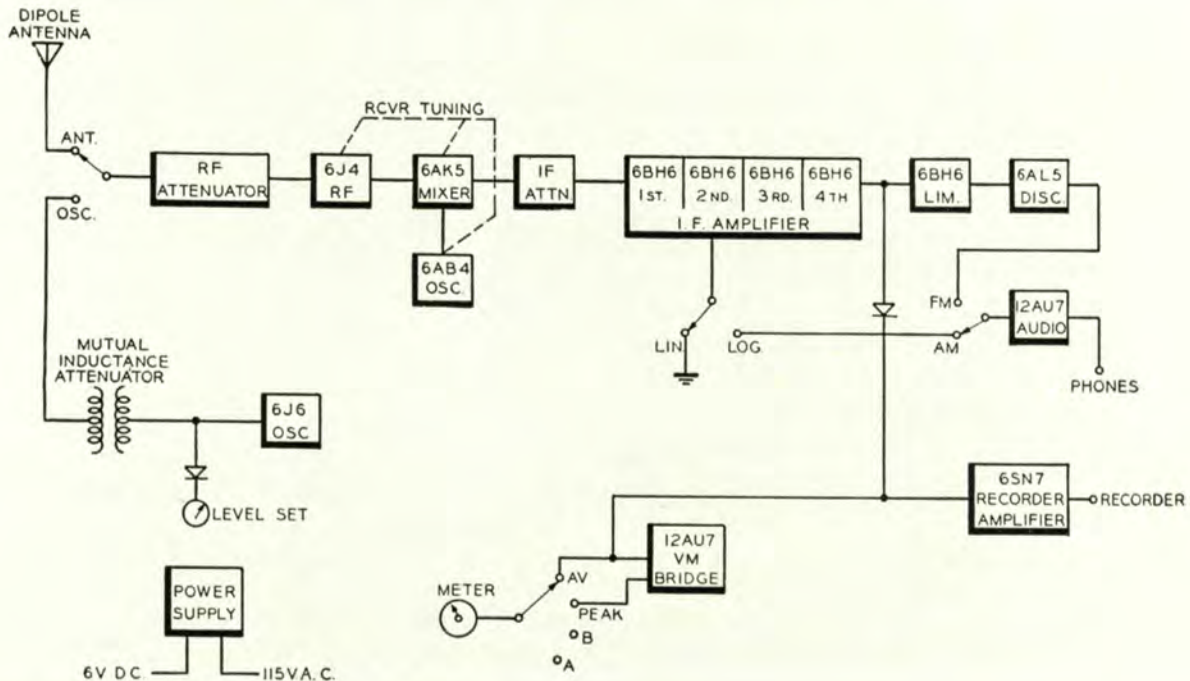 DIPOLE
ANTENNA
ANT.
OSC.
RF
ATTENUATOR
RCVR TUNING
6J4
RF
6AK5
MIXER
6AB4
OSC.
IF
ATTN.
6BH6
1ST.
6BH6
2ND.
6BH6
3RD.
6BH6
4TH
I.F. AMPLIFIER
6BH6
LIM.
6AL5
DISC.
LIN.
LOG.
FM
AM
12AU7
AUDIO
PHONES
MUTUAL
INDUCTANCE
ATTENUATOR
6J6
OSC
LEVEL SET
6SN7
RECORDER
AMPLIFIER
RECORDER
12AU7
VM
BRIDGE
METER
AV
PEAK
B
A
POWER
SUPPLY
6V DC
115V A.C.